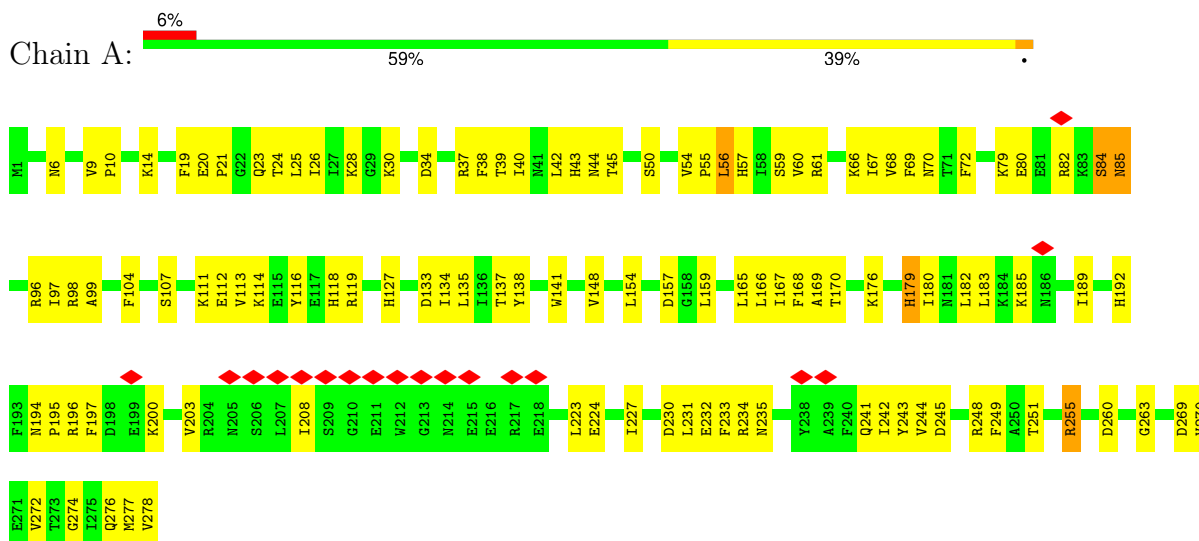 6%
Chain A:
59% 39% •
M1 N6 V9 P10 K14 F19 E20 P21 G22 Q23 T24 L25 I26 I27 K28 G29 K30 D34 R37 F38 T39 I40 N41 L42 H43 N44 T45 S50 V54 P55 L56 H57 I58 S59 V60 R61 K66 I67 V68 F69 N70 T71 F72 K79 E80 E81 R82 K83 S84 N85
R96 I97 R98 A99 F104 S107 K111 E112 V113 K114 E115 Y116 E117 H118 R119 H127 D133 I134 L135 I136 T137 Y138 W141 V148 L154 D157 G158 L159 L165 L166 I167 F168 A169 T170 K176 H179 I180 N181 L182 L183 K184 K185 N186 I189 H192
F193 N194 P195 R196 F197 D198 E199 K200 V203 R204 N205 S206 L207 I208 S209 G210 E211 W212 G213 N214 E215 E216 R217 E218 L223 E224 I227 D230 L231 E232 F233 R234 N235 Y238 A239 F240 Q241 I242 Y243 V244 D245 R248 F249 A250 T251 R255 D260 G263 D269
E271 V272 T273 G274 I275 Q276 M277 V278